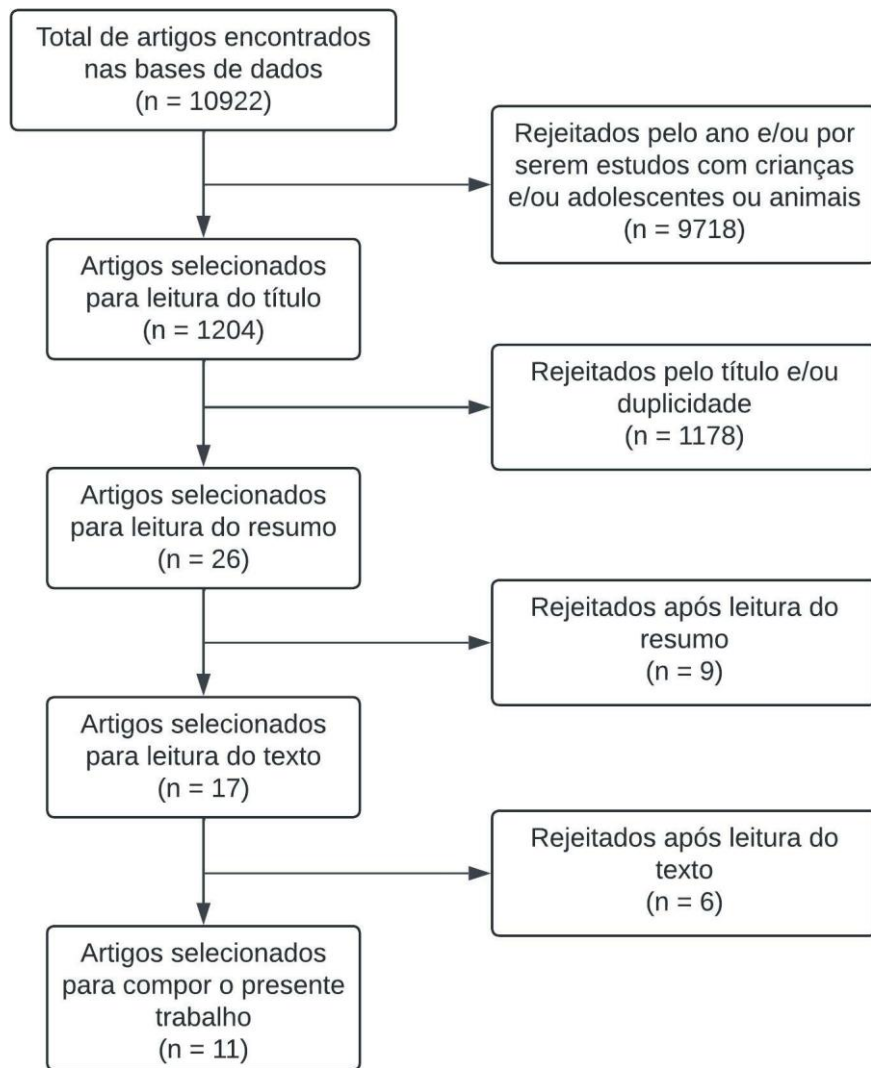 Total de artigos encontrados
nas bases de dados
(n = 10922)
Rejeitados pelo ano e/ou por
serem estudos com crianças
e/ou adolescentes ou animais
(n = 9718)
Artigos selecionados
para leitura do título
(n = 1204)
Rejeitados pelo título e/ou
duplicidade
(n = 1178)
Artigos selecionados
para leitura do resumo
(n = 26)
Rejeitados após leitura do
resumo
(n = 9)
Artigos selecionados
para leitura do texto
(n = 17)
Rejeitados após leitura do
texto
(n = 6)
Artigos selecionados
para compor o presente
trabalho
(n = 11)